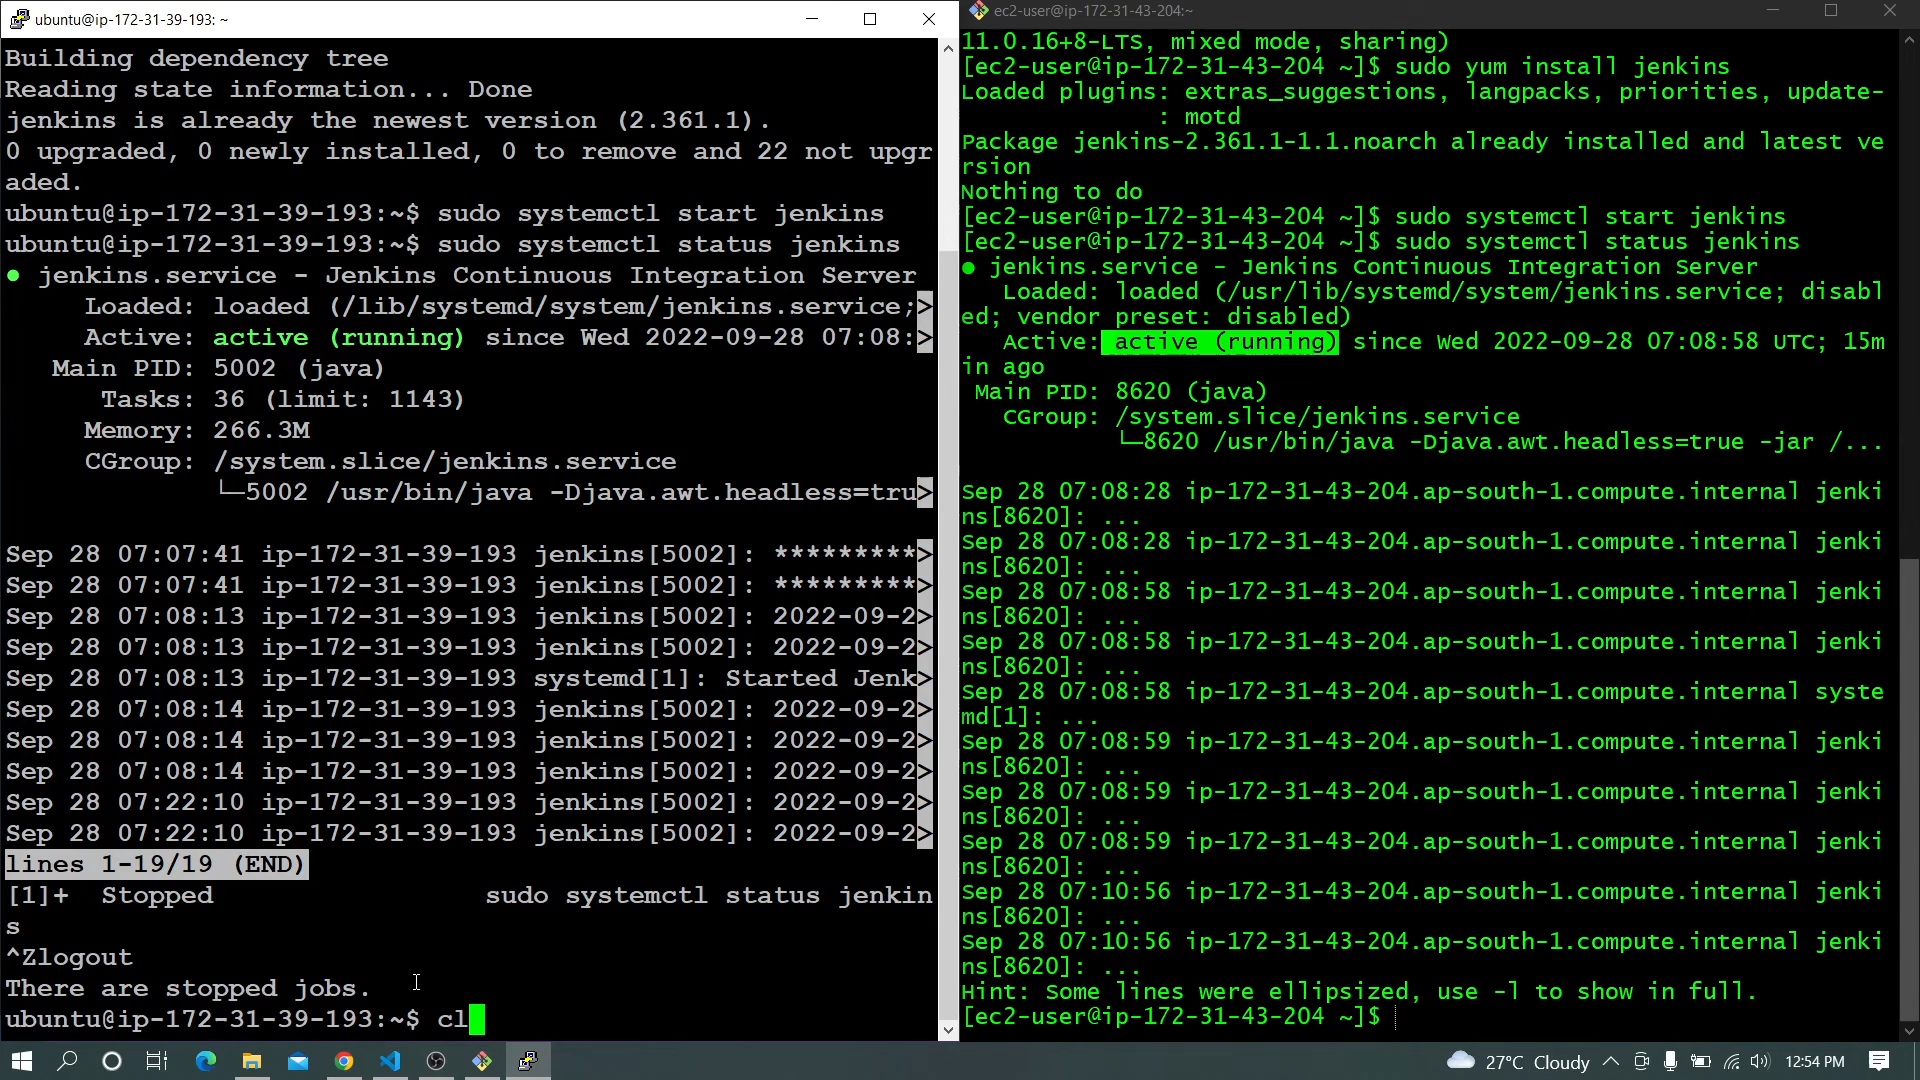 ubuntu@ip-172-31-39-193: ~
Building dependency tree
Reading state information... Done
jenkins is already the newest version (2.361.1).
0 upgraded, 0 newly installed, 0 to remove and 22 not upgr
aded.
ubuntu@ip-172-31-39-193:~$ sudo systemctl start jenkins
ubuntu@ip-172-31-39-193:~$ sudo systemctl status jenkins
● jenkins.service - Jenkins Continuous Integration Server
Loaded: loaded (/lib/systemd/system/jenkins.service;>
Active: active (running) since Wed 2022-09-28 07:08:>
Main PID: 5002 (java)
Tasks: 36 (limit: 1143)
Memory: 266.3M
CGroup: /system.slice/jenkins.service
└─5002 /usr/bin/java -Djava.awt.headless=tru>
Sep 28 07:07:41 ip-172-31-39-193 jenkins[5002]: *********>
Sep 28 07:07:41 ip-172-31-39-193 jenkins[5002]: *********>
Sep 28 07:08:13 ip-172-31-39-193 jenkins[5002]: 2022-09-2>
Sep 28 07:08:13 ip-172-31-39-193 jenkins[5002]: 2022-09-2>
Sep 28 07:08:13 ip-172-31-39-193 systemd[1]: Started Jenk>
Sep 28 07:08:14 ip-172-31-39-193 jenkins[5002]: 2022-09-2>
Sep 28 07:08:14 ip-172-31-39-193 jenkins[5002]: 2022-09-2>
Sep 28 07:08:14 ip-172-31-39-193 jenkins[5002]: 2022-09-2>
Sep 28 07:22:10 ip-172-31-39-193 jenkins[5002]: 2022-09-2>
Sep 28 07:22:10 ip-172-31-39-193 jenkins[5002]: 2022-09-2>
lines 1-19/19 (END)
[1]+  Stopped                 sudo systemctl status jenkin
s
^Zlogout
There are stopped jobs.
ubuntu@ip-172-31-39-193:~$ cl
ec2-user@ip-172-31-43-204:~
11.0.16+8-LTS, mixed mode, sharing)
[ec2-user@ip-172-31-43-204 ~]$ sudo yum install jenkins
Loaded plugins: extras_suggestions, langpacks, priorities, update-
: motd
Package jenkins-2.361.1-1.1.noarch already installed and latest ve
rsion
Nothing to do
[ec2-user@ip-172-31-43-204 ~]$ sudo systemctl start jenkins
[ec2-user@ip-172-31-43-204 ~]$ sudo systemctl status jenkins
● jenkins.service - Jenkins Continuous Integration Server
Loaded: loaded (/usr/lib/systemd/system/jenkins.service; disabl
ed; vendor preset: disabled)
Active: active (running) since Wed 2022-09-28 07:08:58 UTC; 15m
in ago
Main PID: 8620 (java)
CGroup: /system.slice/jenkins.service
└─8620 /usr/bin/java -Djava.awt.headless=true -jar /...
Sep 28 07:08:28 ip-172-31-43-204.ap-south-1.compute.internal jenki
ns[8620]: ...
Sep 28 07:08:28 ip-172-31-43-204.ap-south-1.compute.internal jenki
ns[8620]: ...
Sep 28 07:08:58 ip-172-31-43-204.ap-south-1.compute.internal jenki
ns[8620]: ...
Sep 28 07:08:58 ip-172-31-43-204.ap-south-1.compute.internal jenki
ns[8620]: ...
Sep 28 07:08:58 ip-172-31-43-204.ap-south-1.compute.internal syste
md[1]: ...
Sep 28 07:08:59 ip-172-31-43-204.ap-south-1.compute.internal jenki
ns[8620]: ...
Sep 28 07:08:59 ip-172-31-43-204.ap-south-1.compute.internal jenki
ns[8620]: ...
Sep 28 07:08:59 ip-172-31-43-204.ap-south-1.compute.internal jenki
ns[8620]: ...
Sep 28 07:10:56 ip-172-31-43-204.ap-south-1.compute.internal jenki
ns[8620]: ...
Sep 28 07:10:56 ip-172-31-43-204.ap-south-1.compute.internal jenki
ns[8620]: ...
Hint: Some lines were ellipsized, use -l to show in full.
[ec2-user@ip-172-31-43-204 ~]$
27°C Cloudy 12:54 PM